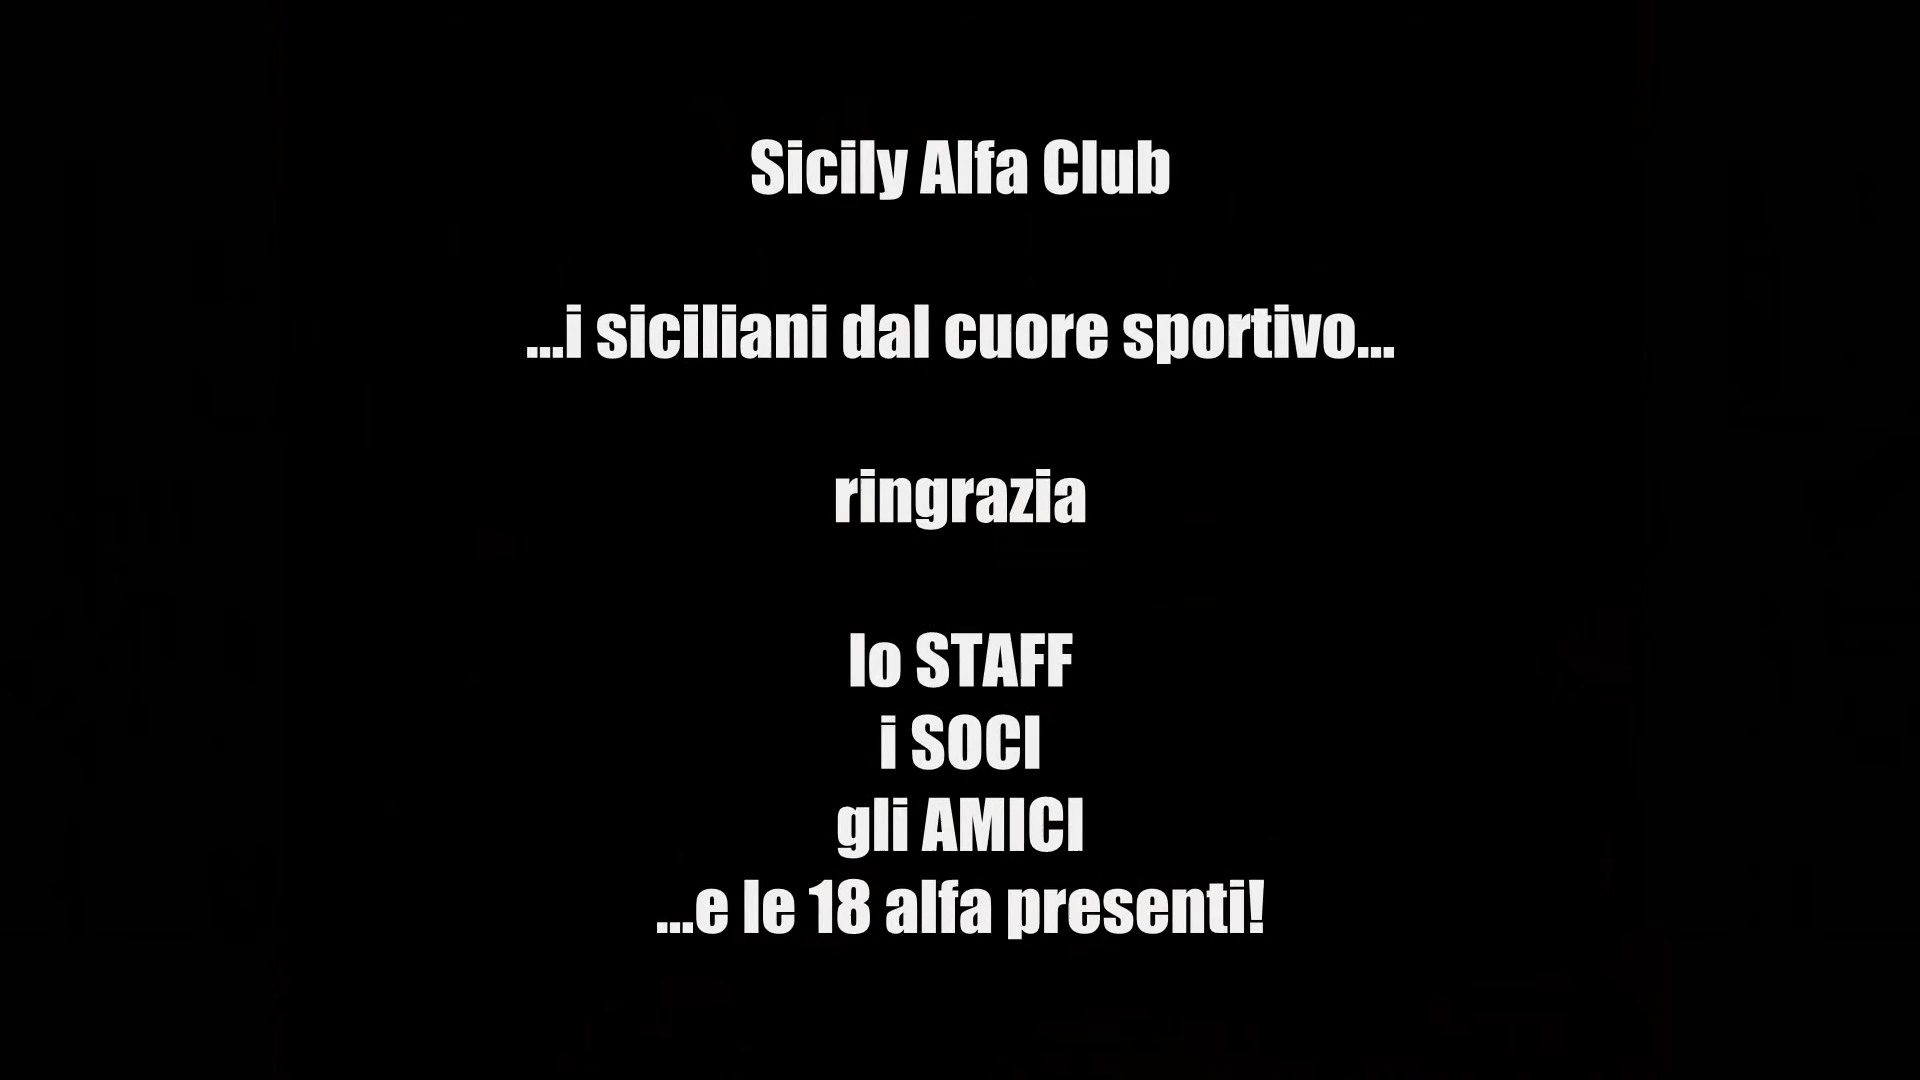 Sicily Alfa Club
...i siciliani dal cuore sportivo...
ringrazia
lo STAFF
i SOCI
gli AMICI
...e le 18 alfa presenti!